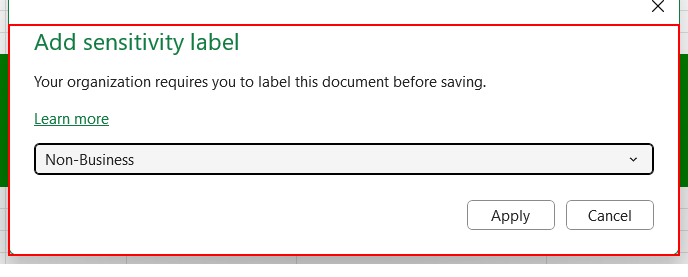 Add sensitivity label
Your organization requires you to label this document before saving.
Learn more
Non-Business
Apply
Cancel